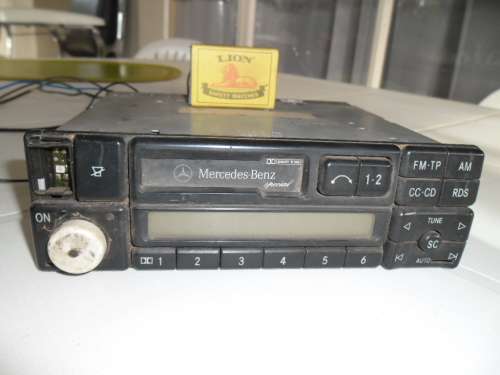 LION
SAFETY MATCHES
Mercedes-Benz
special
1-2
FM-TP
AM
CC-CD
RDS
ON
TUNE
SC
AUTO
1
2
3
4
5
6